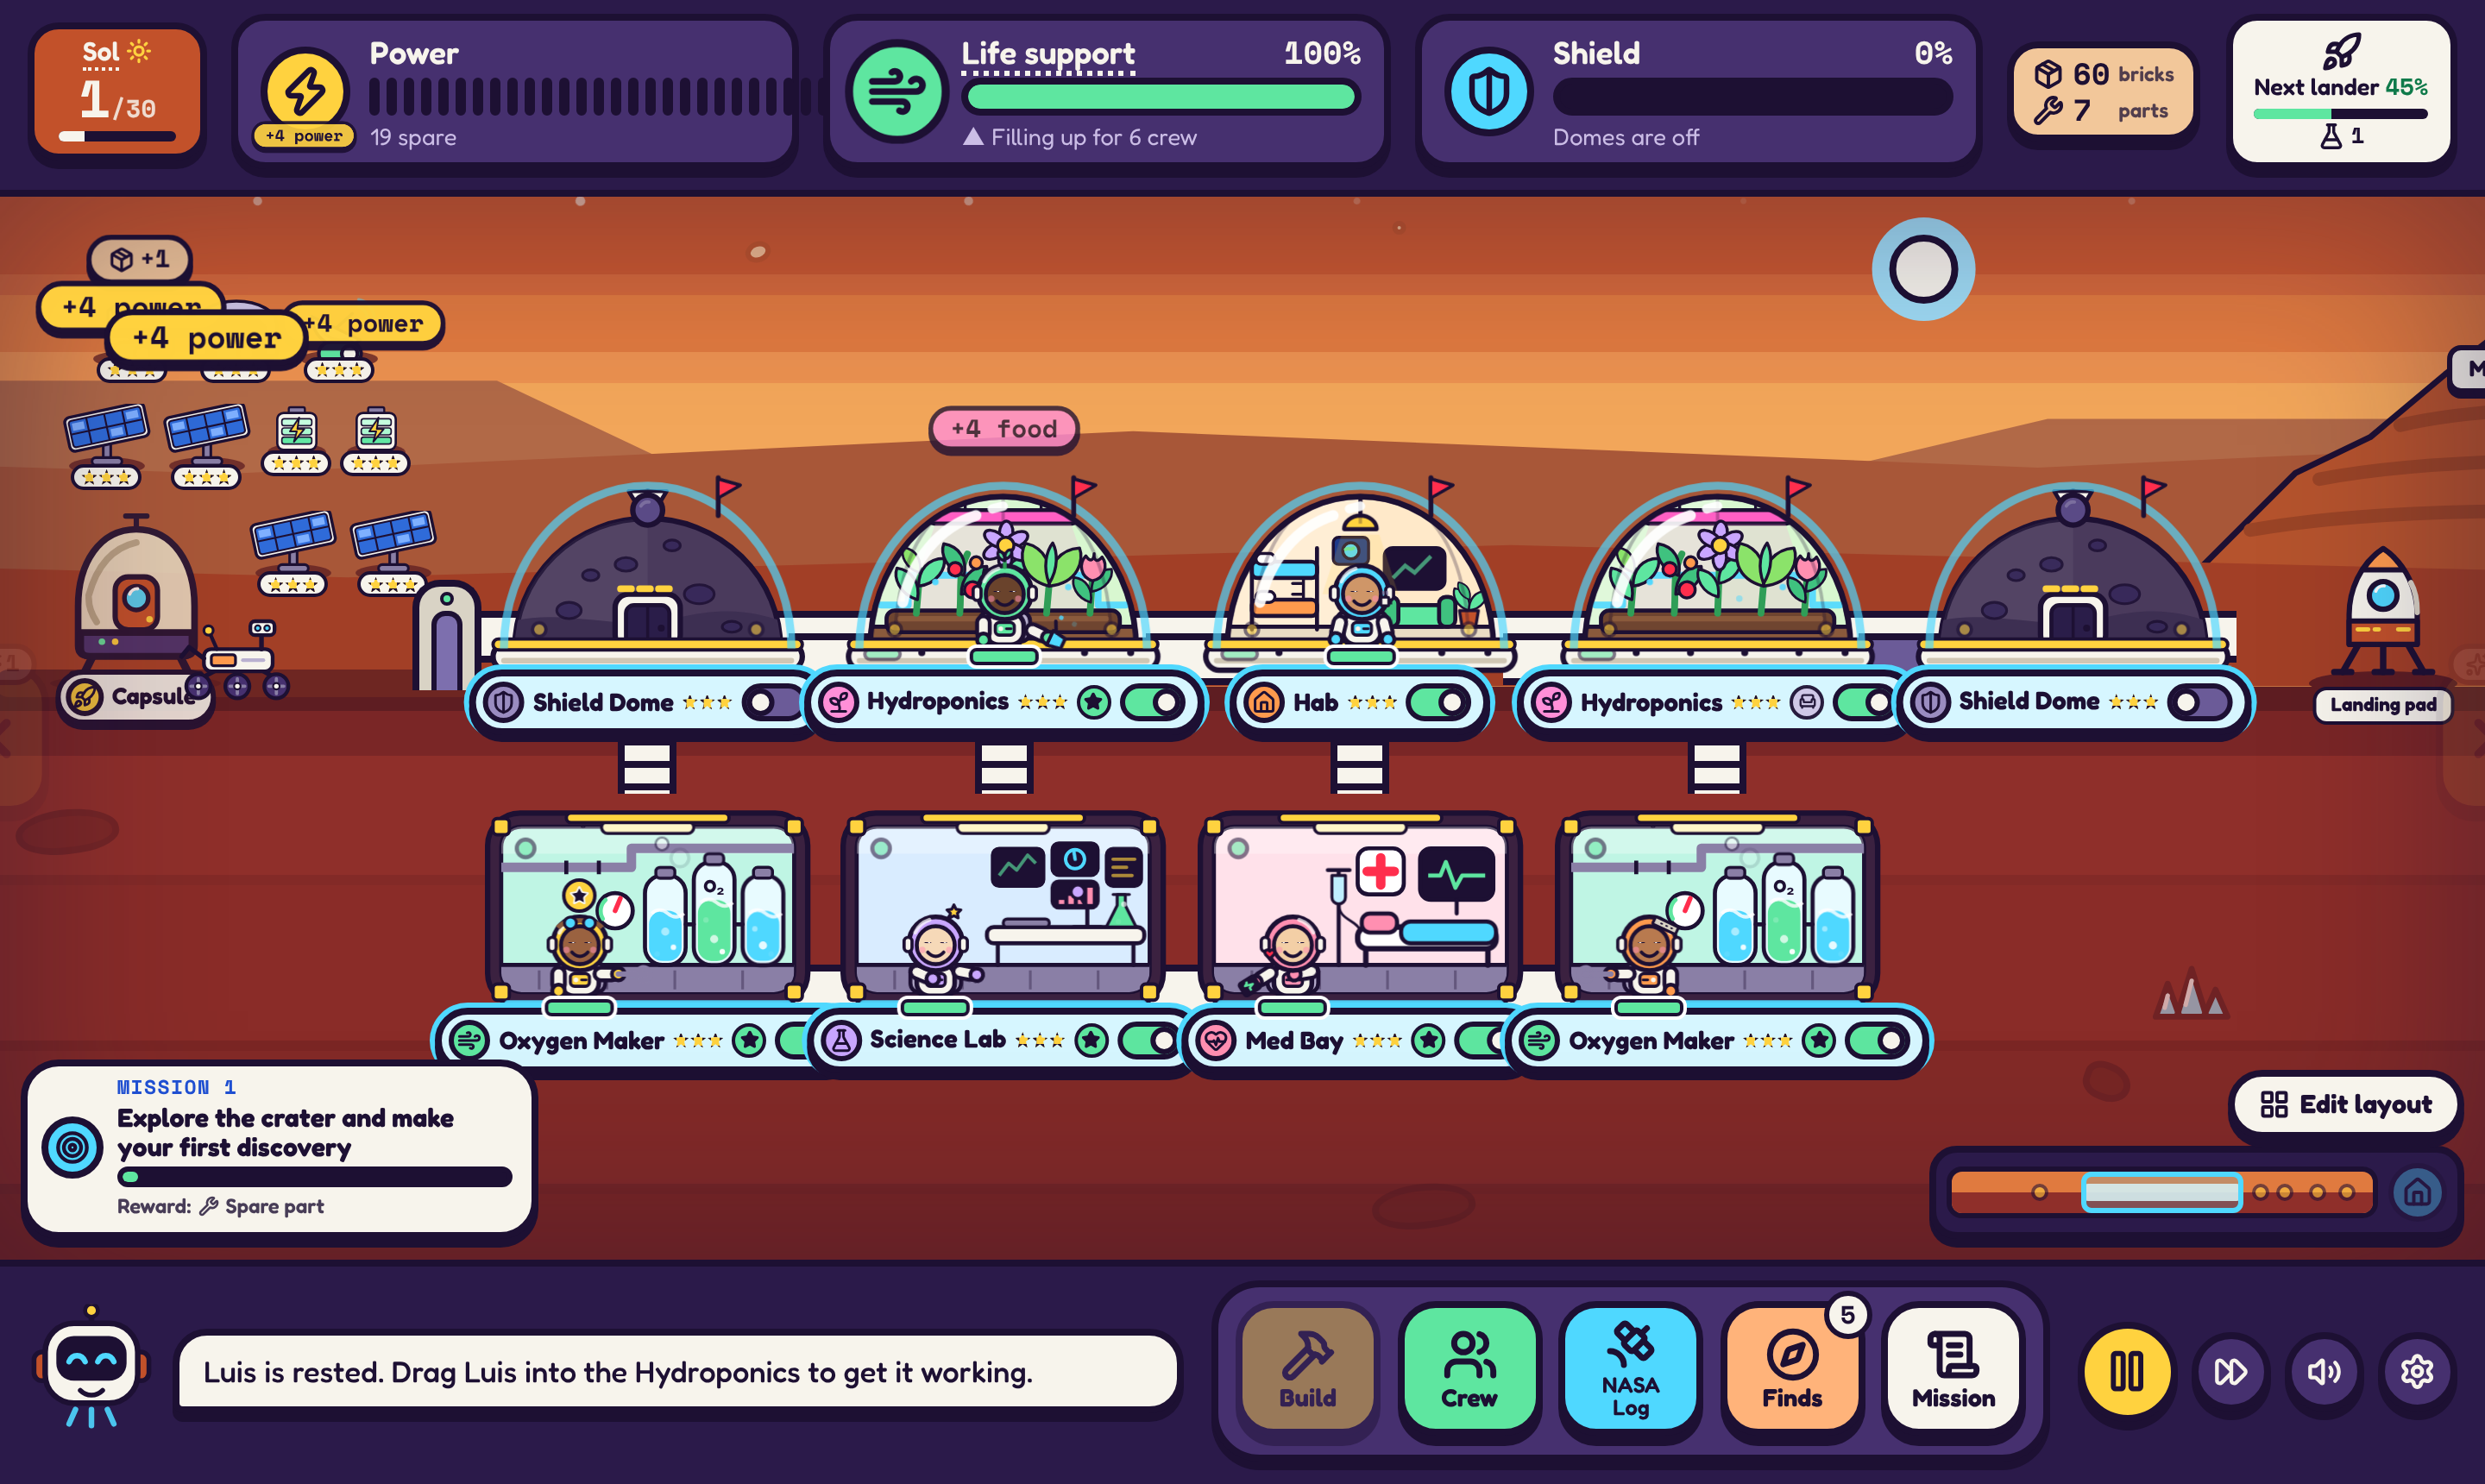 Sol
1/30
Power
+4 power
19 spare
Life support 100%
Filling up for 6 crew
Shield 0%
Domes are off
60 bricks
7 parts
Next lander 45%
1
+1
+4 power
+4 power
+4 power
+4 food
M
Capsule
Shield Dome
Hydroponics
Hab
Hydroponics
Shield Dome
Landing pad
O₂
O₂
Oxygen Maker
Science Lab
Med Bay
Oxygen Maker
MISSION 1
Explore the crater and make
your first discovery
Reward: Spare part
Edit layout
Luis is rested. Drag Luis into the Hydroponics to get it working.
Build
Crew
NASA
Log
5
Finds
Mission